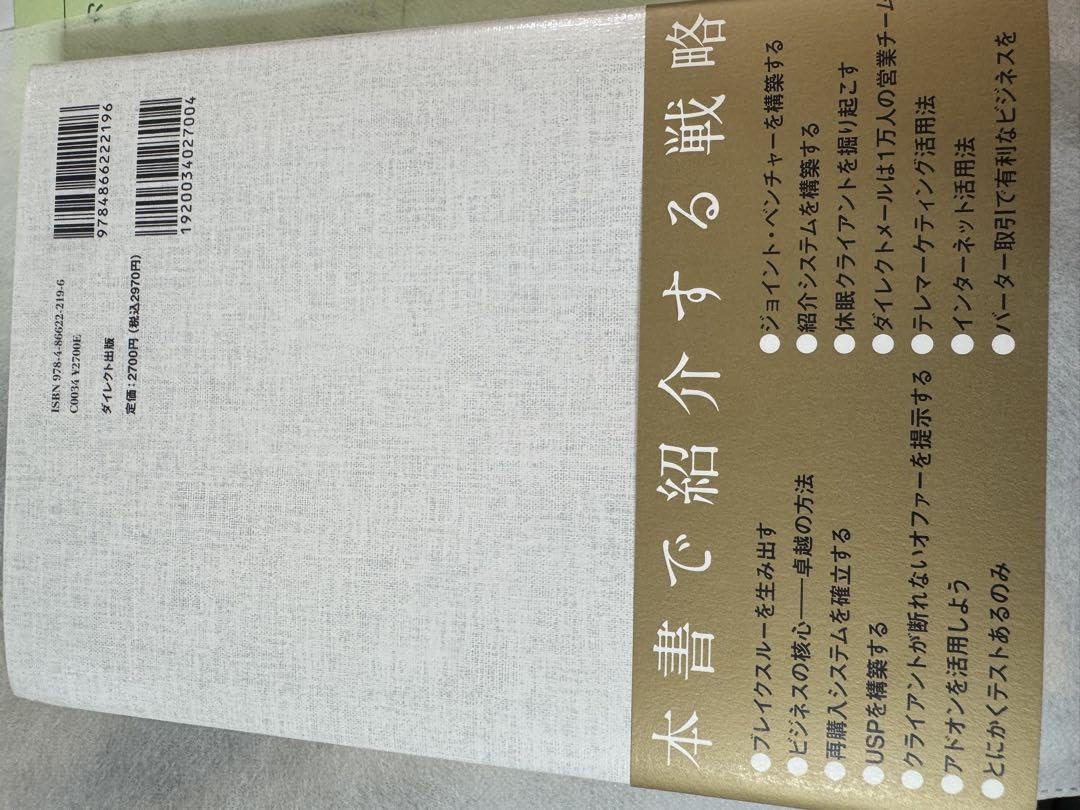 9784866222196
1920034027004
ISBN 978-4-86622-219-6
C0034 ¥2700E
ダイレクト出版
定価：2700円（税込2970円）
本書で紹介する戦略
●ブレイクスルーを生み出す
●ビジネスの核心――卓越の方法
●再購入システムを確立する
●USPを構築する
●クライアントが断れないオファーを提示する
●アドオンを活用しよう
●とにかくテストあるのみ
●ジョイント・ベンチャーを構築する
●紹介システムを構築する
●休眠クライアントを掘り起こす
●ダイレクトメールは1万人の営業チーム
●テレマーケティング活用法
●インターネット活用法
●バーター取引で有利なビジネスを